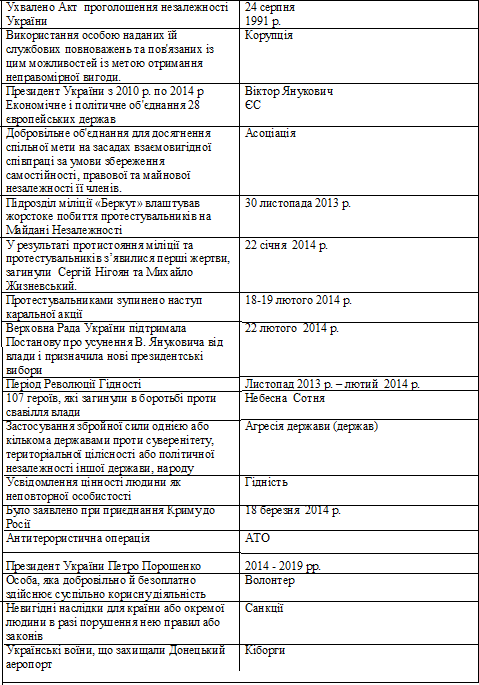 Ухвалено Акт проголошення незалежності
України
24 серпня
1991 р.
Використання особою наданих їй
службових повноважень та пов'язаних із
цим можливостей із метою отримання
неправомірної вигоди.
Корупція
Президент України з 2010 р. по 2014 р
Економічне і політичне об'єднання 28
європейських держав
Віктор Янукович
ЄС
Добровільне об'єднання для досягнення
спільної мети на засадах взаємовигідної
співпраці за умови збереження
самостійності, правової та майнової
незалежності її членів.
Асоціація
Підрозділ міліції «Беркут» влаштував
жорстоке побиття протестувальників на
Майдані Незалежності
30 листопада 2013 р.
У результаті протистояння міліції та
протестувальників з’явилися перші жертви,
загинули Сергій Нігоян та Михайло
Жизневський.
22 січня 2014 р.
Протестувальниками зупинено наступ
каральної акції
18-19 лютого 2014 р.
Верховна Рада України підтримала
Постанову про усунення В. Януковича від
влади і призначила нові президентські
вибори
22 лютого 2014 р.
Період Революції Гідності
Листопад 2013 р. – лютий 2014 р.
107 героїв, які загинули в боротьбі проти
свавілля влади
Небесна Сотня
Застосування збройної сили однією або
кількома державами проти суверенітету,
територіальної цілісності або політичної
незалежності іншої держави, народу
Агресія держави (держав)
Усвідомлення цінності людини як
неповторної особистості
Гідність
Було заявлено при приєднання Криму до
Росії
18 березня 2014 р.
Антитерористична операція
АТО
Президент України Петро Порошенко
2014 - 2019 рр.
Особа, яка добровільно й безоплатно
здійснює суспільно корисну діяльність
Волонтер
Невигідні наслідки для країни або окремої
людини в разі порушення нею правил або
законів
Санкції
Українські воїни, що захищали Донецький
аеропорт
Кіборги